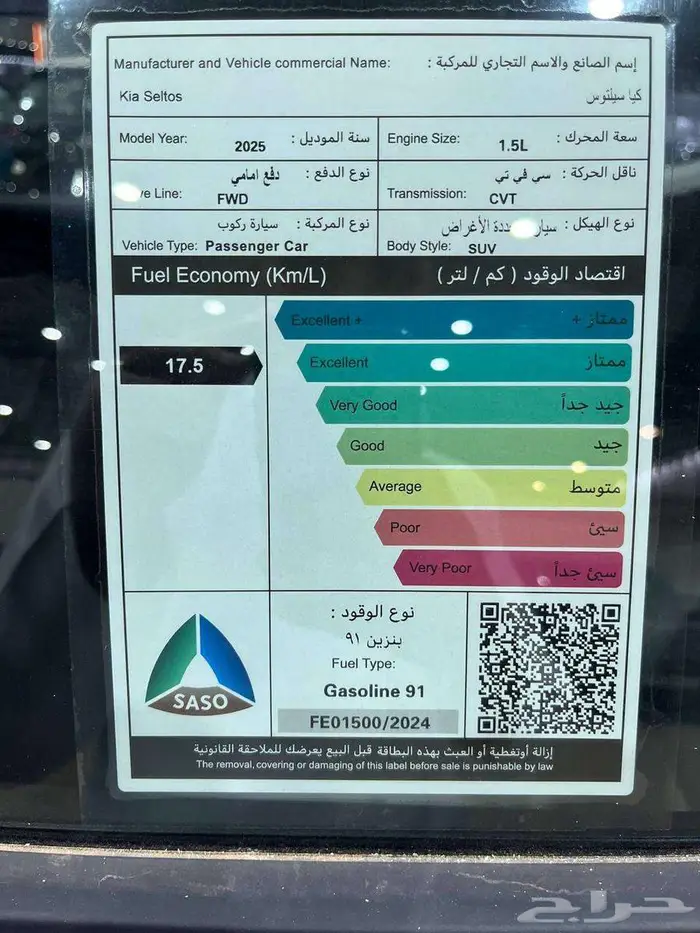 Manufacturer and Vehicle commercial Name: إسم الصانع والاسم التجاري للمركبة :
Kia Seltos كيا سيلتوس
Model Year: 2025 سنة الموديل :
Engine Size: 1.5L سعة المحرك :
نوع الدفع : دفع امامي
Line: FWD
ناقل الحركة : سي في تي
Transmission: CVT
نوع المركبة : سيارة ركوب
Vehicle Type: Passenger Car
نوع الهيكل : الأغراض
Body Style: SUV
Fuel Economy (Km/L) اقتصاد الوقود ( كم / لتر )
Excellent + ممتاز +
17.5
Excellent ممتاز
Very Good جيد جداً
Good جيد
Average متوسط
Poor سيئ
Very Poor سيئ جداً
SASO
نوع الوقود :
بنزين ٩١
Fuel Type:
Gasoline 91
FE01500/2024
إزالة أوتغطية أو العبث بهذه البطاقة قبل البيع يعرضك للملاحقة القانونية
The removal, covering or damaging of this label before sale is punishable by law
حراج